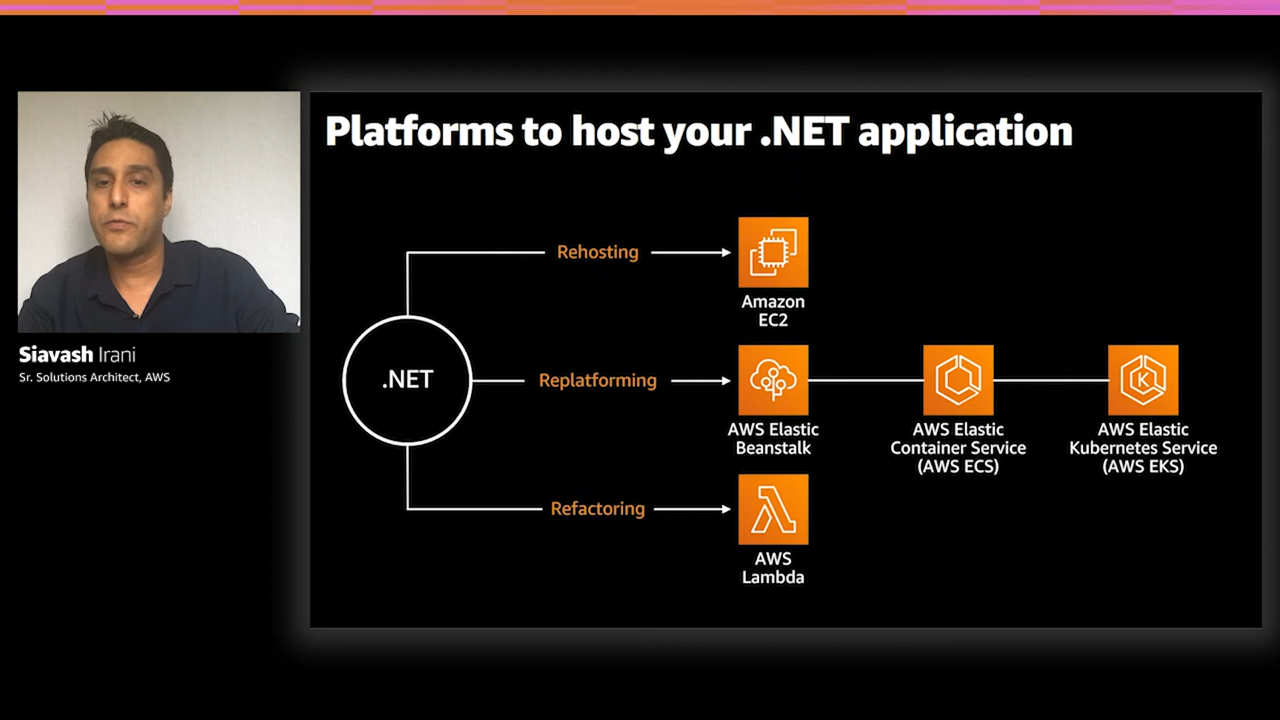 Platforms to host your .NET application
Siavash Irani
Sr. Solutions Architect, AWS
.NET
Rehosting
Amazon
EC2
Replatforming
AWS Elastic
Beanstalk
AWS Elastic
Container Service
(AWS ECS)
AWS Elastic
Kubernetes Service
(AWS EKS)
K
Refactoring
AWS
Lambda